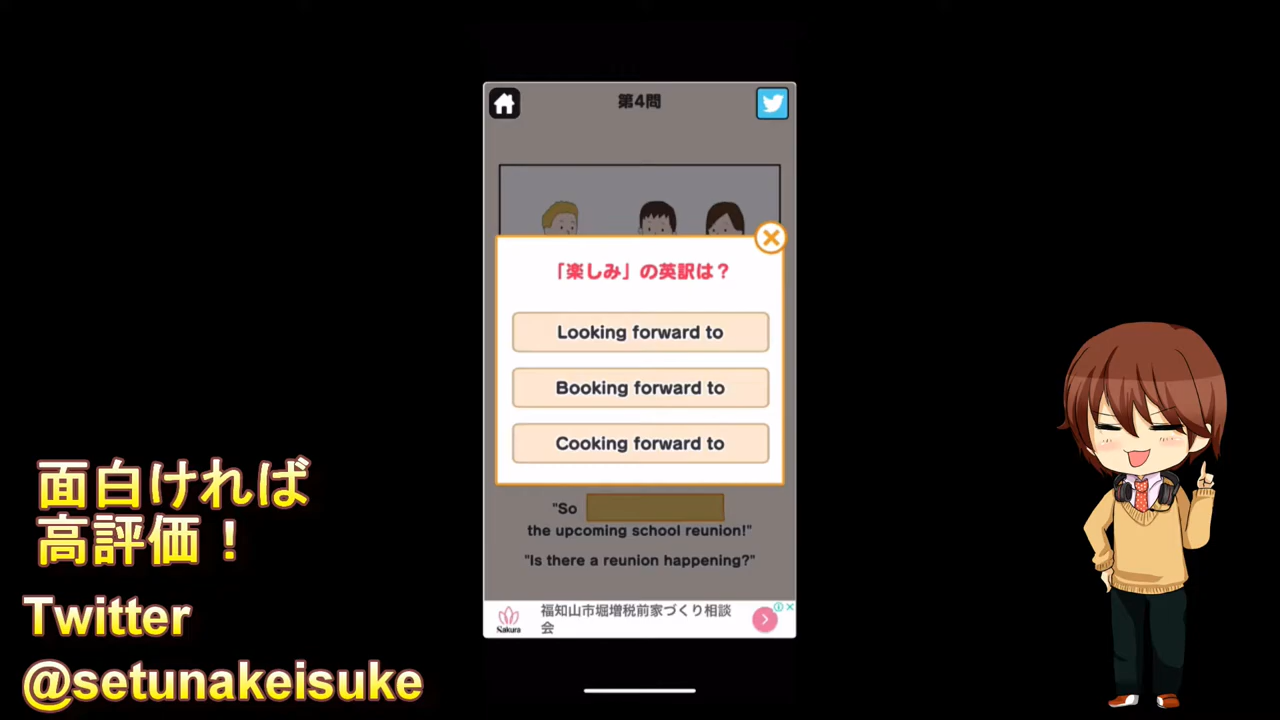 第4問
「楽しみ」の英訳は？
Looking forward to
Booking forward to
Cooking forward to
"So
the upcoming school reunion!"
"Is there a reunion happening?"
Sakura
福知山市堀増税前家づくり相談
会
面白ければ
高評価！
Twitter
@setunakeisuke